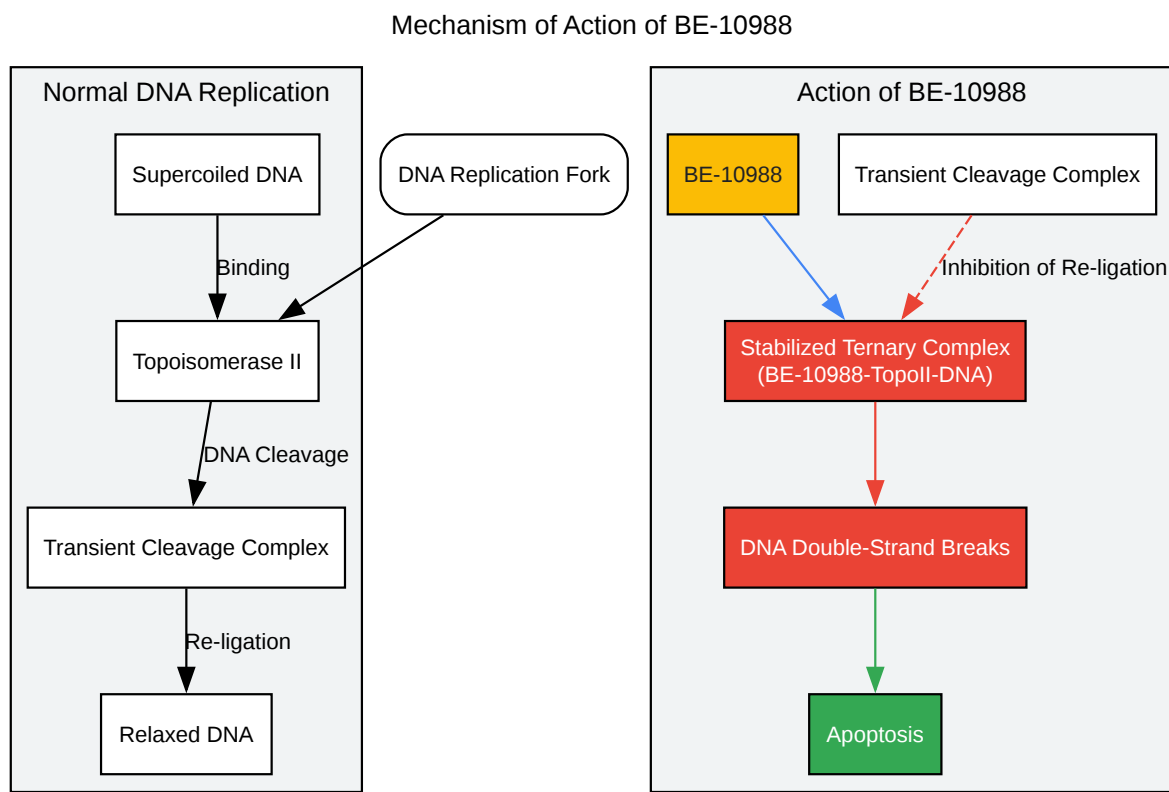 Mechanism of Action of BE-10988
Normal DNA Replication
Supercoiled DNA
DNA Replication Fork
Binding
Topoisomerase II
DNA Cleavage
Transient Cleavage Complex
Re-ligation
Relaxed DNA
Action of BE-10988
BE-10988
Transient Cleavage Complex
Inhibition of Re-ligation
Stabilized Ternary Complex
(BE-10988-TopoII-DNA)
DNA Double-Strand Breaks
Apoptosis